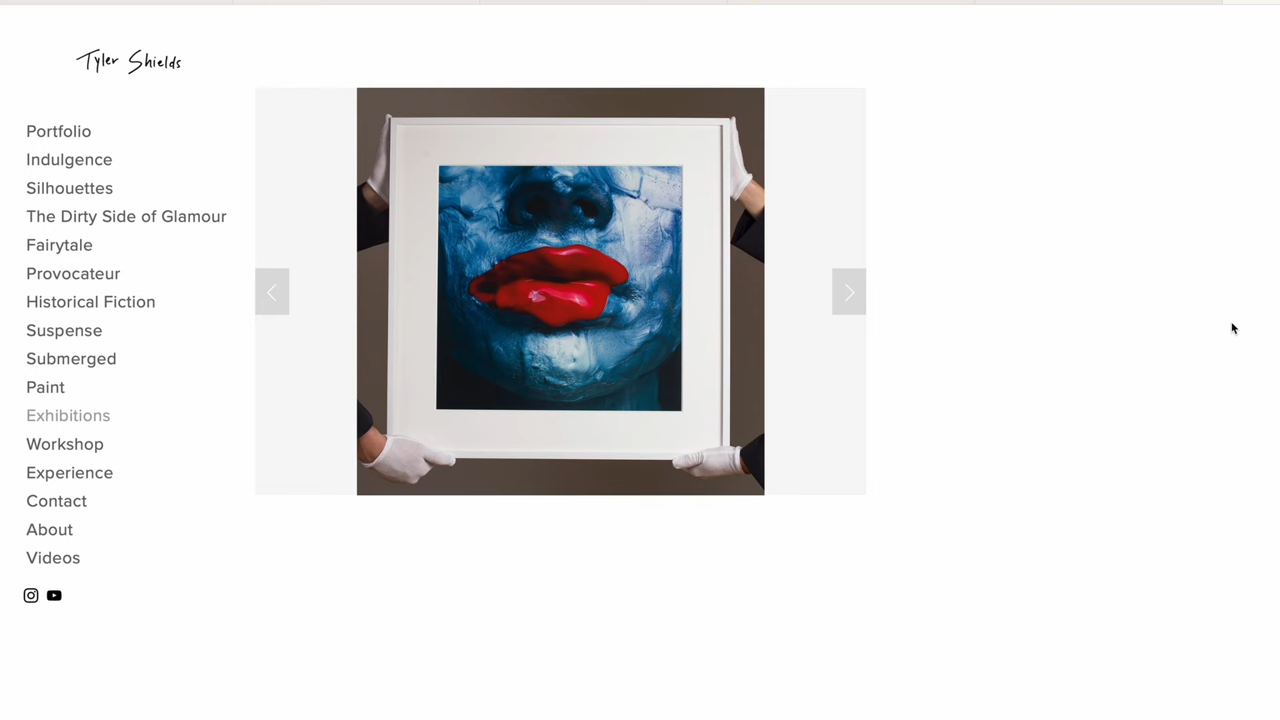 Tyler Shields
Portfolio
Indulgence
Silhouettes
The Dirty Side of Glamour
Fairytale
Provocateur
Historical Fiction
Suspense
Submerged
Paint
Exhibitions
Workshop
Experience
Contact
About
Videos